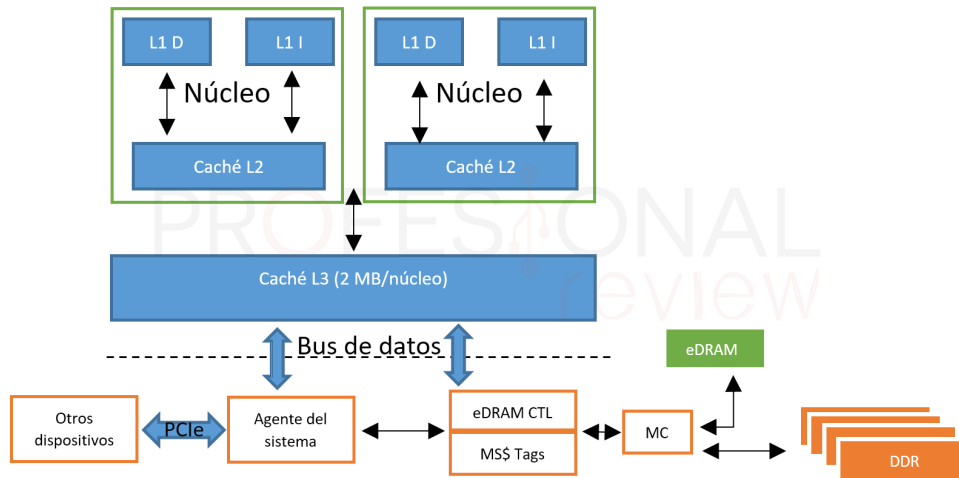 L1 D
L1 I
L1 D
L1 I
Núcleo
Núcleo
Caché L2
Caché L2
PROFESIONAL
review
Caché L3 (2 MB/núcleo)
Bus de datos
eDRAM
Otros
dispositivos
PCIe
Agente del
sistema
eDRAM CTL
MS$ Tags
MC
DDR